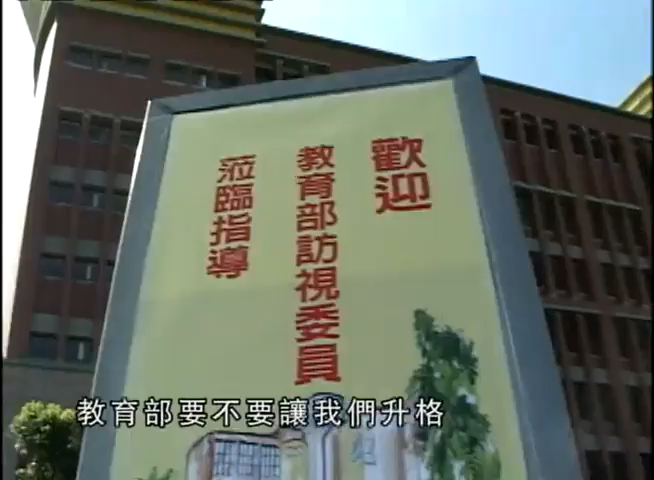 歡迎
教育部訪視委員
蒞臨指導
教育部要不要讓我們升格